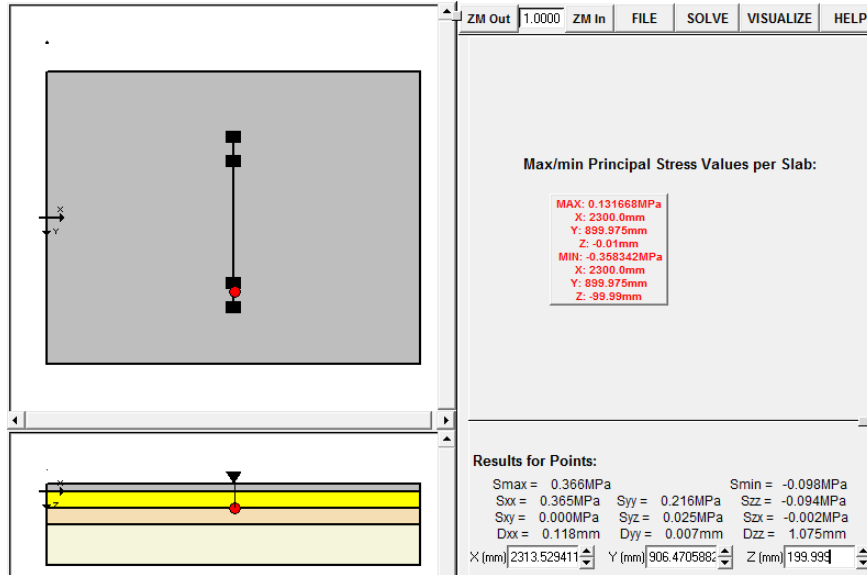 ZM Out 1.0000 ZM In FILE SOLVE VISUALIZE HELP
X
Y
Max/min Principal Stress Values per Slab:
MAX: 0.131668MPa
X: 2300.0mm
Y: 899.975mm
Z: -0.01mm
MIN: -0.358342MPa
X: 2300.0mm
Y: 899.975mm
Z: -99.99mm
X
Z
Results for Points:
Smax = 0.366MPa Smin = -0.098MPa
Sxx = 0.365MPa Syy = 0.216MPa Szz = -0.094MPa
Sxy = 0.000MPa Syz = 0.025MPa Szx = -0.002MPa
Dxx = 0.118mm Dyy = 0.007mm Dzz = 1.075mm
X (mm) 2313.529411 Y (mm) 906.4705882 Z (mm) 199.999